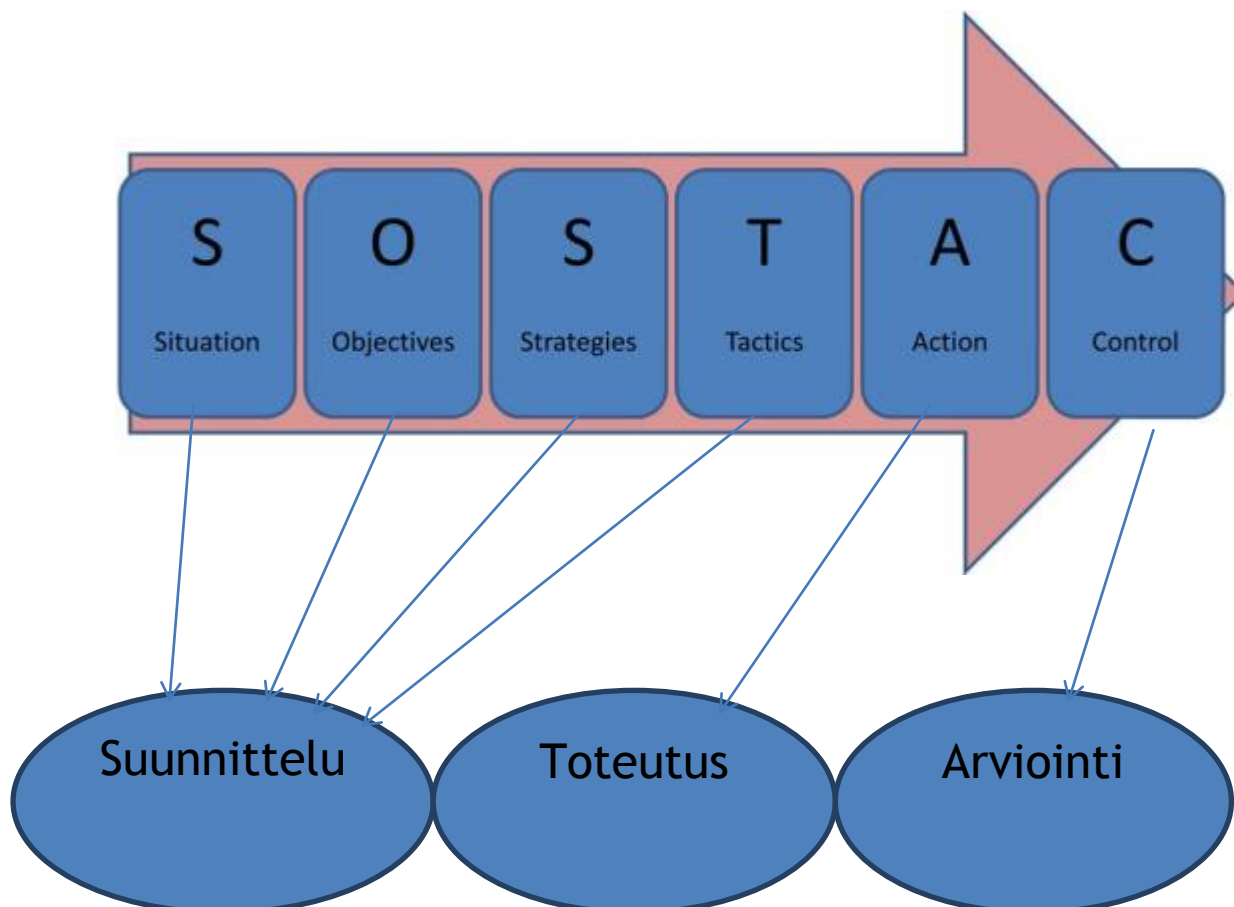 S O S T A C
Situation Objectives Strategies Tactics Action Control
Suunnittelu Toteutus Arviointi